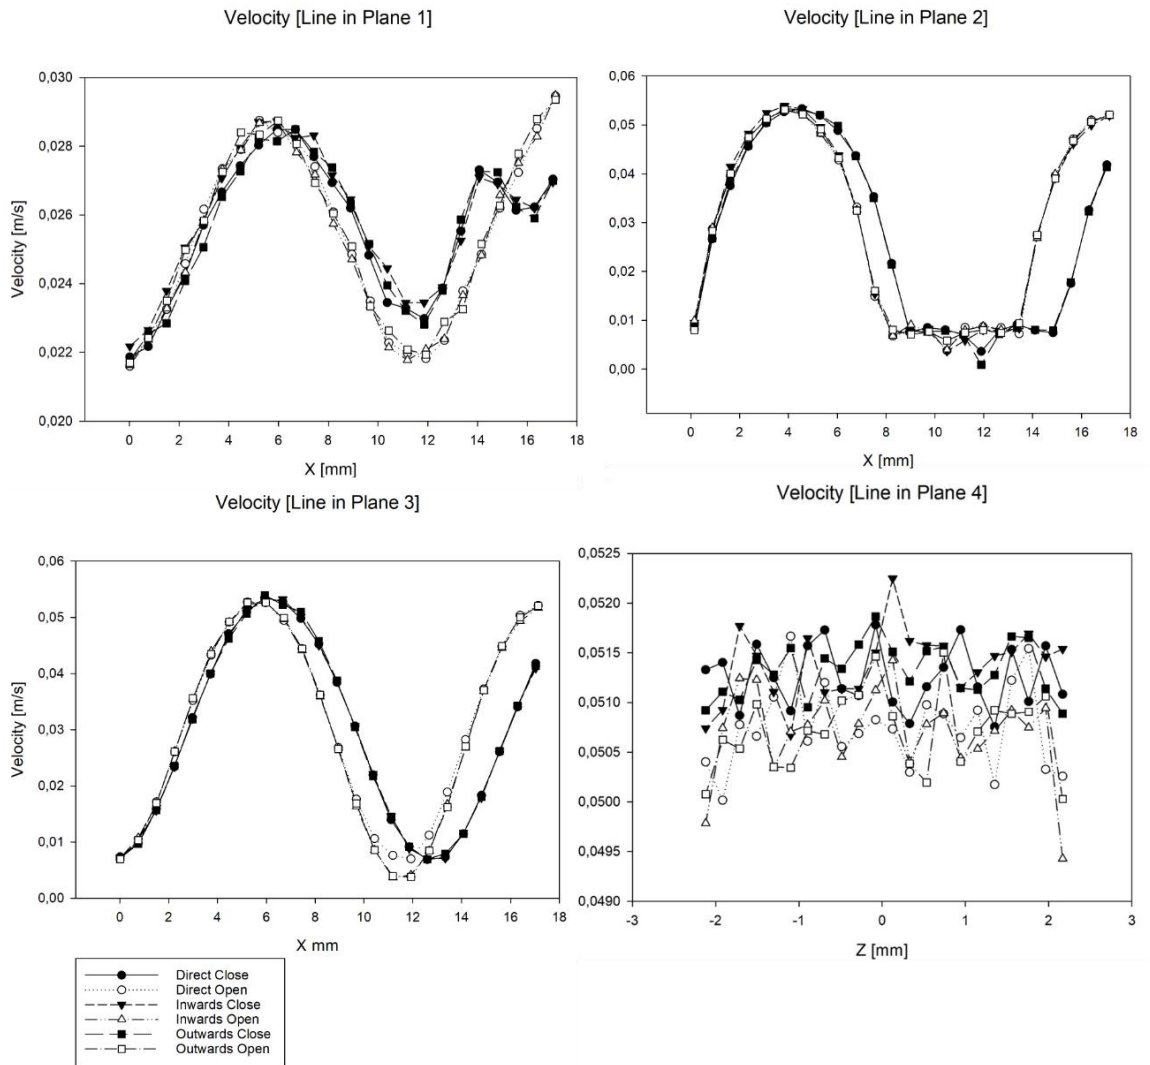 Velocity [Line in Plane 1]
0,030
0,028
0,026
0,024
0,022
0,020
Velocity [m/s]
0 2 4 6 8 10 12 14 16 18
X [mm]
Velocity [Line in Plane 2]
0,06
0,05
0,03
0,02
0,01
0,00
0 2 4 6 8 10 12 14 16 18
X [mm]
Velocity [Line in Plane 3]
0,06
0,05
0,04
0,03
0,02
0,01
0,00
Velocity [m/s]
0 2 4 6 8 10 12 14 16 18
X mm
Velocity [Line in Plane 4]
0,0525
0,0520
0,0515
0,0510
0,0505
0,0500
0,0495
0,0490
-3 -2 -1 0 1 2 3
Z [mm]
Direct Close
Direct Open
Inwards Close
Inwards Open
Outwards Close
Outwards Open